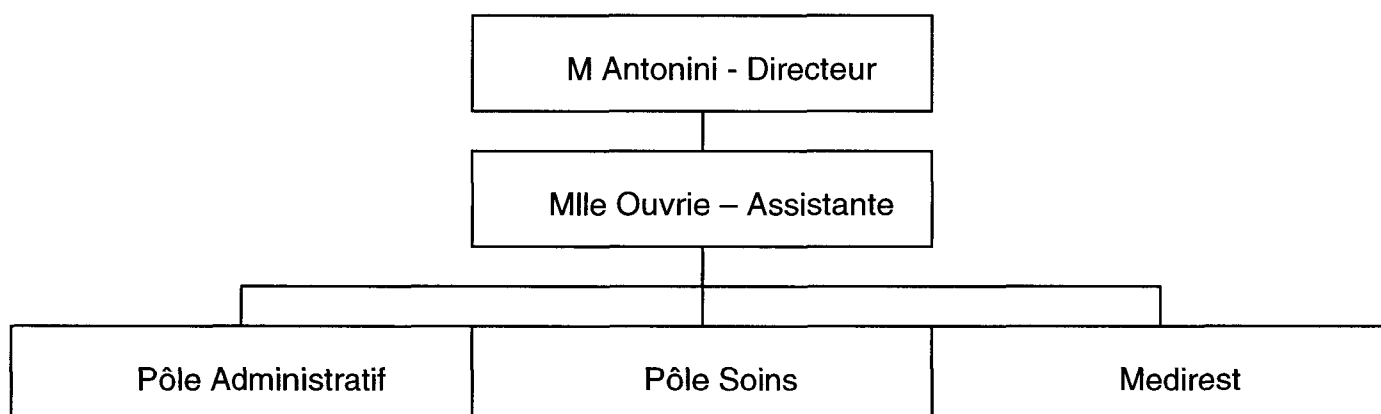 M Antonini - Directeur
Mlle Ouvrie – Assistante
Pôle Administratif
Pôle Soins
Medirest